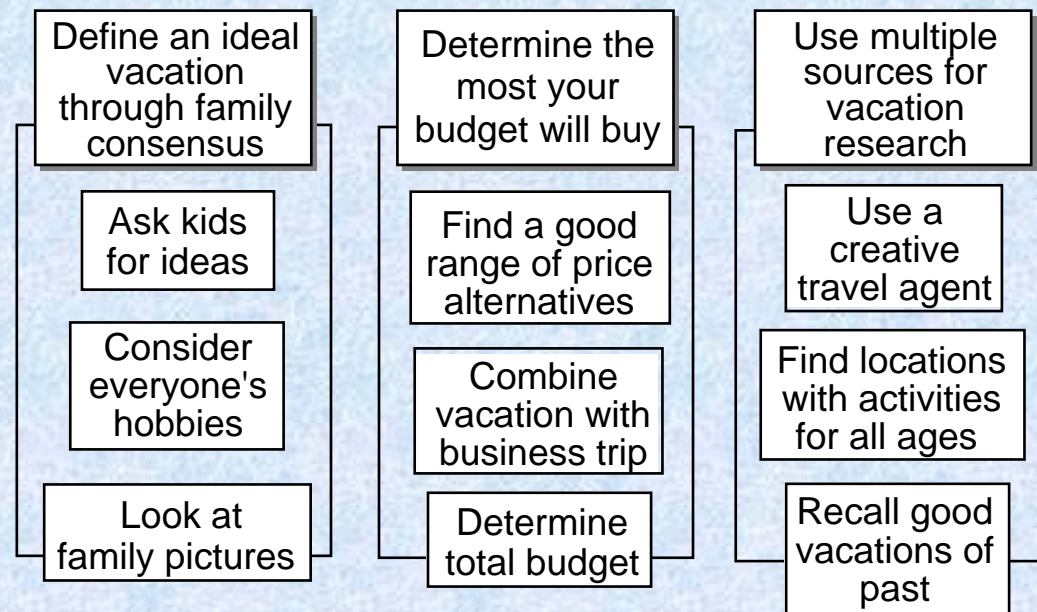 Define an ideal
vacation
through family
consensus
Ask kids
for ideas
Consider
everyone's
hobbies
Look at
family pictures
Determine the
most your
budget will buy
Find a good
range of price
alternatives
Combine
vacation with
business trip
Determine
total budget
Use multiple
sources for
vacation
research
Use a
creative
travel agent
Find locations
with activities
for all ages
Recall good
vacations of
past